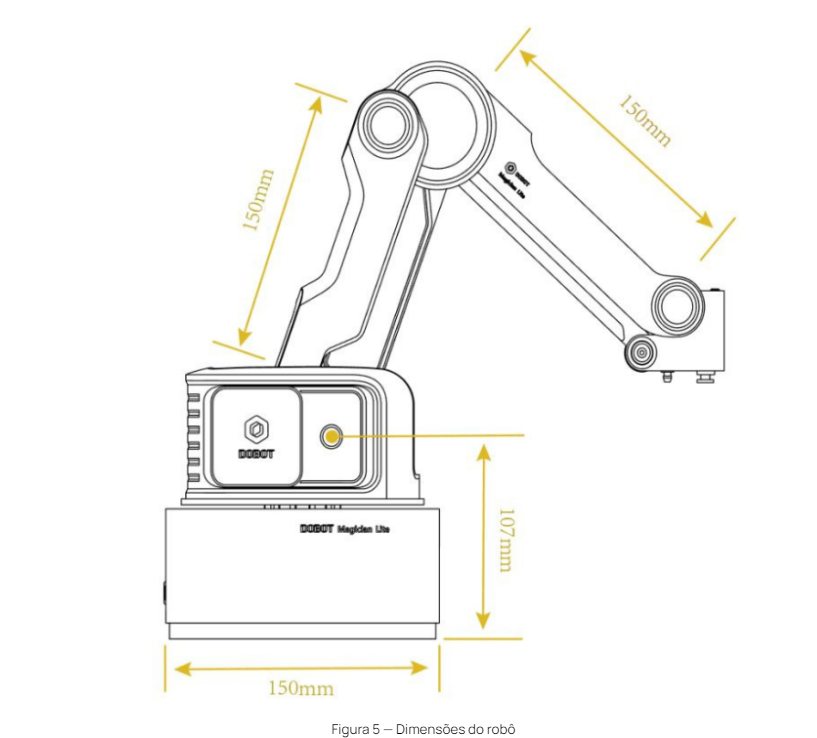 150mm
150mm
DOBOT
Magician Lite
DOBOT
DOBOT Magician Lite
107mm
150mm
Figura 5 — Dimensões do robô